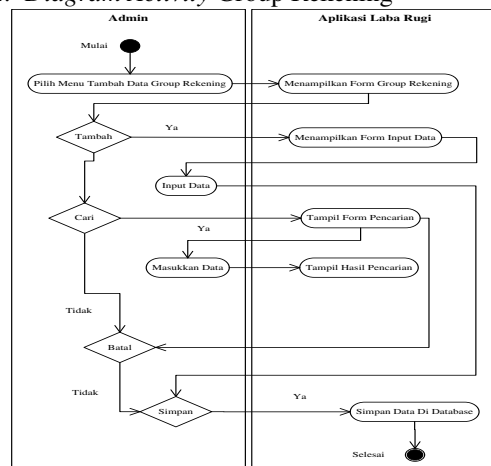 Diagram Activity Group Rekening
Admin
Aplikasi Laba Rugi
Mulai
Pilih Menu Tambah Data Group Rekening
Menampilkan Form Group Rekening
Tambah
Ya
Menampilkan Form Input Data
Input Data
Cari
Tampil Form Pencarian
Ya
Masukkan Data
Tampil Hasil Pencarian
Tidak
Batal
Tidak
Simpan
Ya
Simpan Data Di Database
Selesai